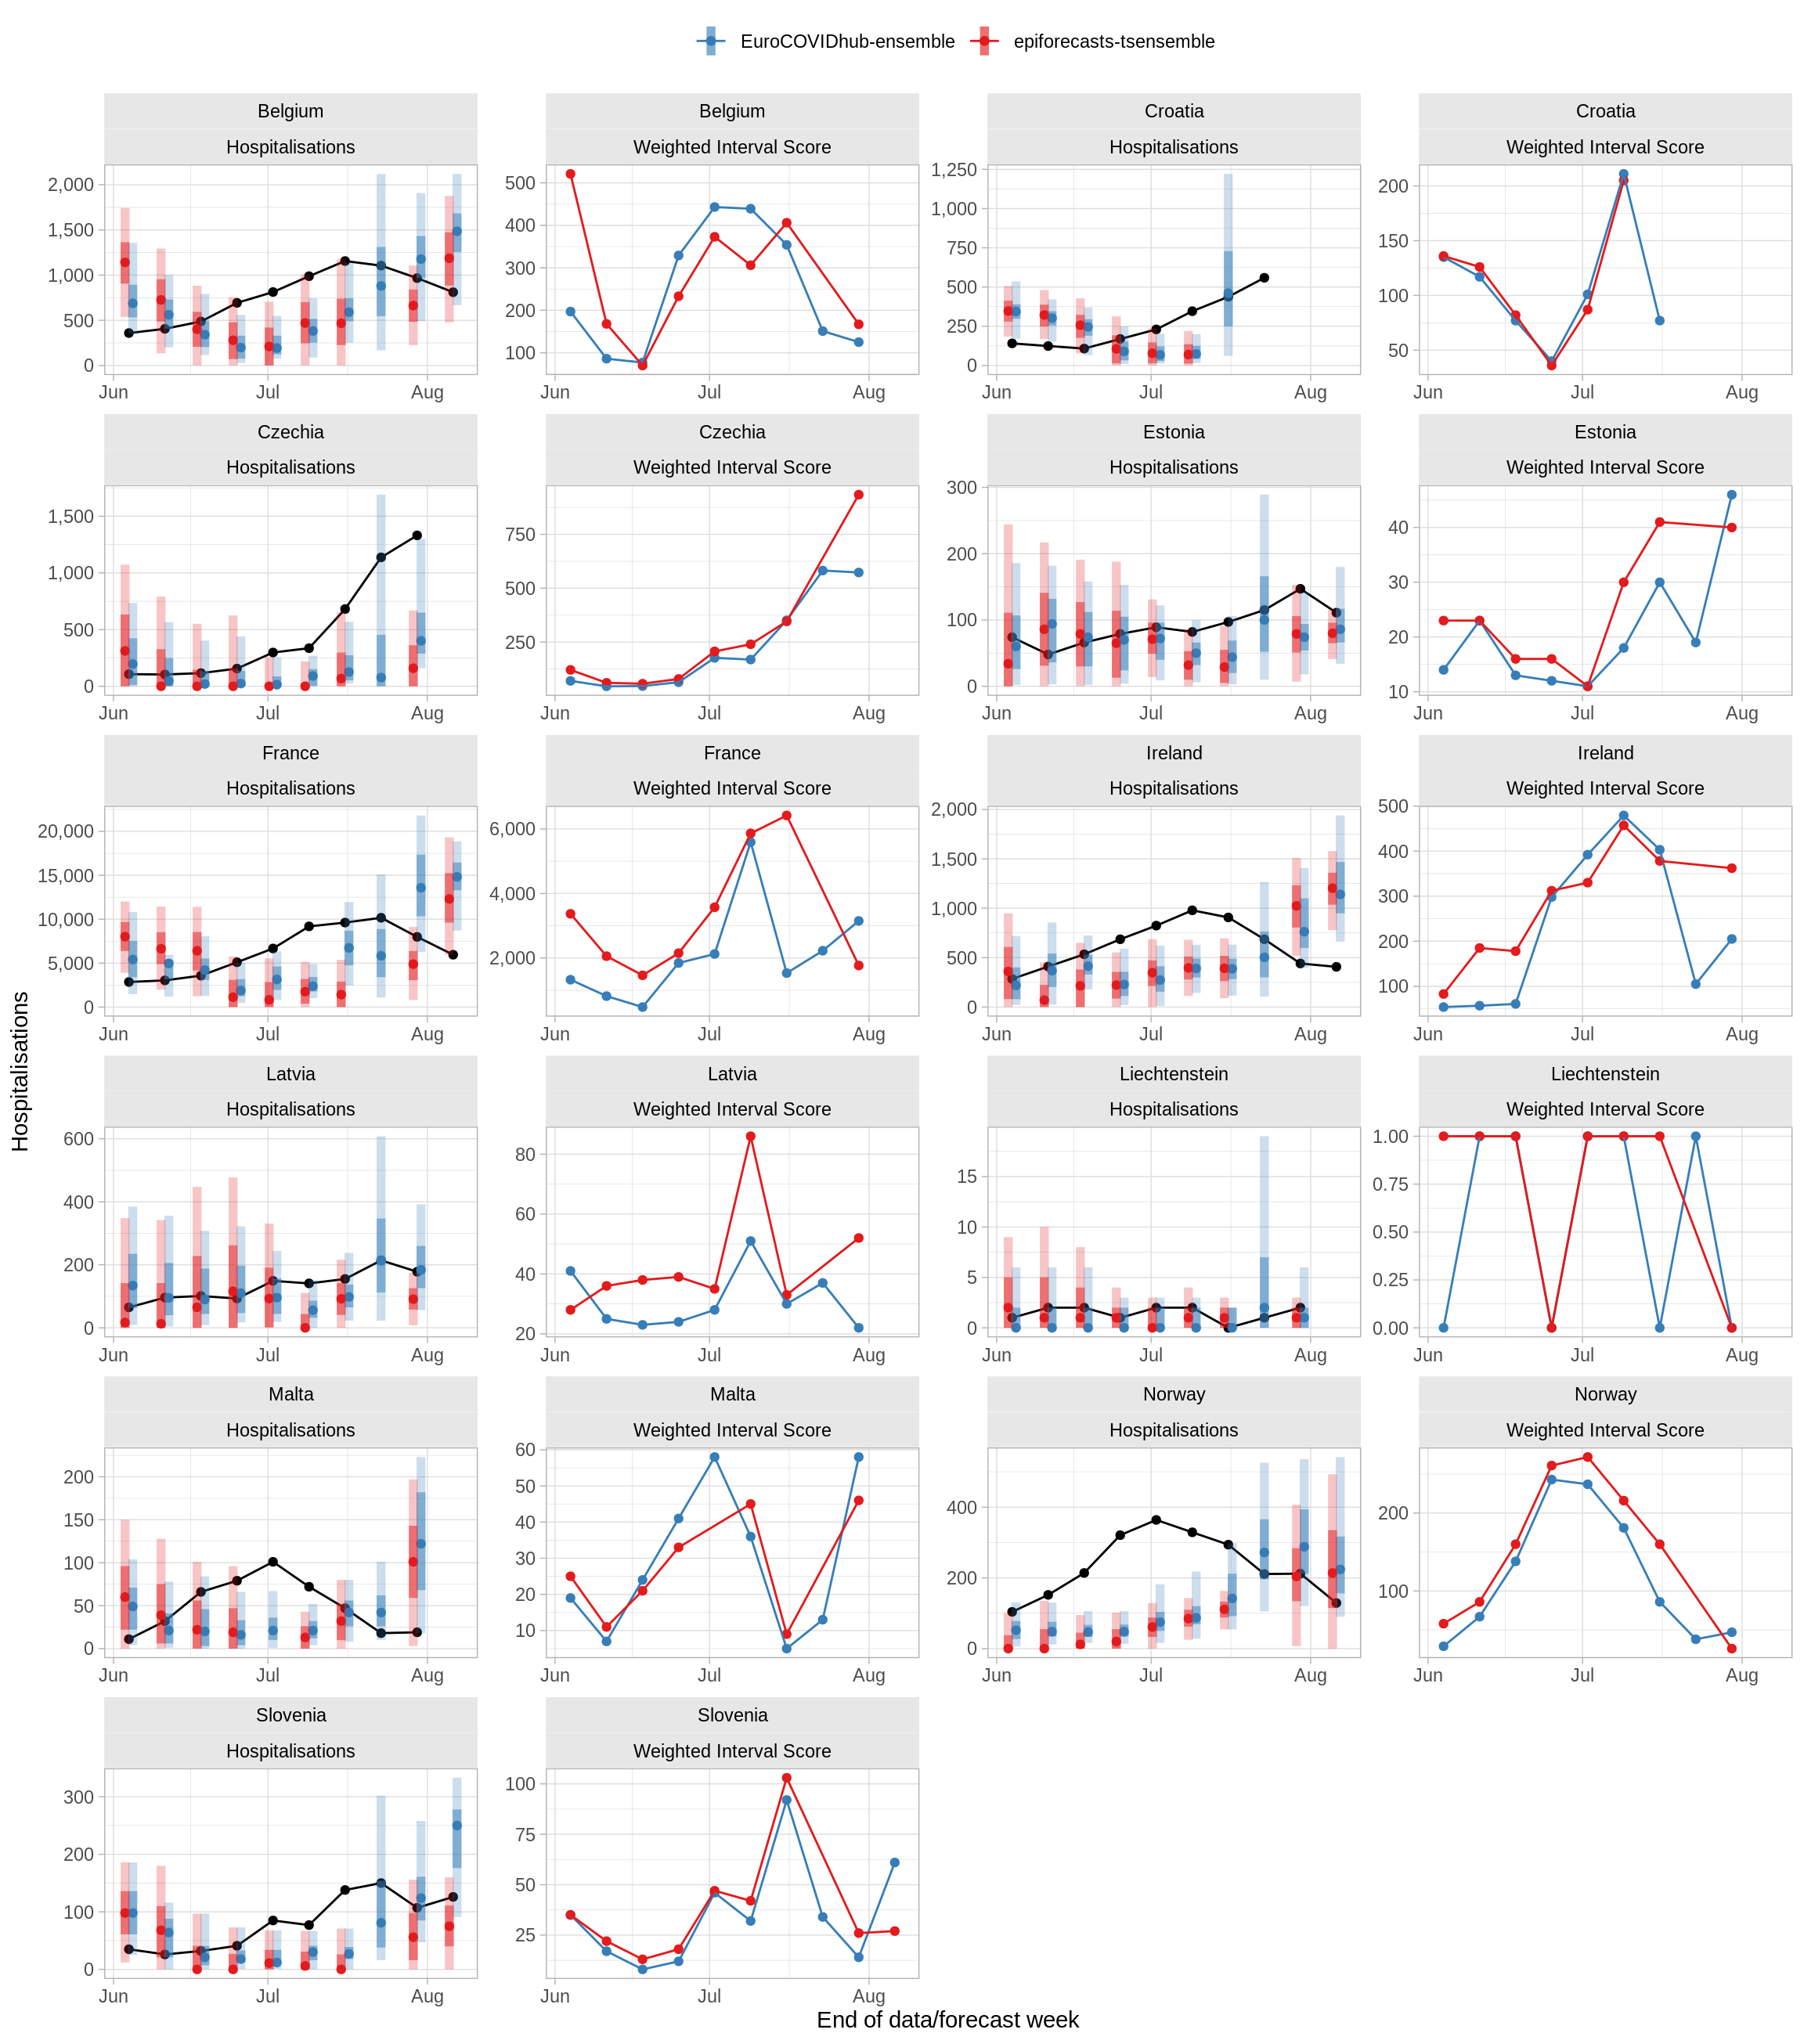 EuroCOVIDhub-ensemble epiforecasts-tsensemble
Belgium Belgium Croatia Croatia
Hospitalisations Weighted Interval Score Hospitalisations Weighted Interval Score
2,000 1,500 1,000 500 0
500 400 300 200 100
1,250 1,000 750 500 250 0
200 150 100 50
Jun Jul Aug Jun Jul Aug Jun Jul Aug Jun Jul Aug
Czechia Czechia Estonia Estonia
Hospitalisations Weighted Interval Score Hospitalisations Weighted Interval Score
1,500 1,000 500 0
750 500 250
300 200 100 0
40 30 20 10
Jun Jul Aug Jun Jul Aug Jun Jul Aug Jun Jul Aug
France France Ireland Ireland
Hospitalisations Weighted Interval Score Hospitalisations Weighted Interval Score
20,000 15,000 10,000 5,000 0
6,000 4,000 2,000
2,000 1,500 1,000 500 0
500 400 300 200 100
Jun Jul Aug Jun Jul Aug Jun Jul Aug Jun Jul Aug
Hospitalisations
Latvia Latvia Liechtenstein Liechtenstein
Hospitalisations Weighted Interval Score Hospitalisations Weighted Interval Score
600 400 200 0
80 60 40 20
15 10 5 0
1.00 0.75 0.50 0.25 0.00
Jun Jul Aug Jun Jul Aug Jun Jul Aug Jun Jul Aug
Malta Malta Norway Norway
Hospitalisations Weighted Interval Score Hospitalisations Weighted Interval Score
200 150 100 50 0
60 50 40 30 20 10
400 200 0
200 100
Jun Jul Aug Jun Jul Aug Jun Jul Aug Jun Jul Aug
Slovenia Slovenia
Hospitalisations Weighted Interval Score
300 200 100 0
100 75 50 25
Jun Jul Aug Jun Jul Aug
End of data/forecast week